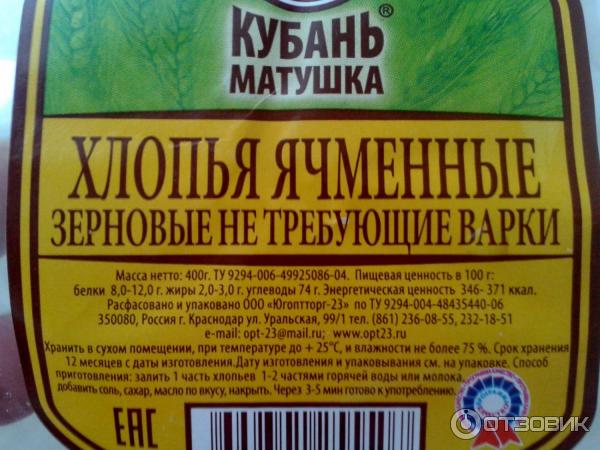 КУБАНЬ®
МАТУШКА
ХЛОПЬЯ ЯЧМЕННЫЕ
ЗЕРНОВЫЕ НЕ ТРЕБУЮЩИЕ ВАРКИ
Масса нетто: 400г. ТУ 9294-006-49925086-04. Пищевая ценность в 100 г:
белки 8,0-12,0 г. жиры 2,0-3,0 г. углеводы 74 г. Энергетическая ценность 346- 371 ккал.
Расфасовано и упаковано ООО «Югоптторг-23» по ТУ 9294-004-48435440-06
350080, Россия г. Краснодар ул. Уральская, 99/1 тел. (861) 236-08-55, 232-18-51
e-mail: opt-23@mail.ru; www.opt23.ru
Хранить в сухом помещении, при температуре до + 25°С, и влажности не более 75 %. Срок хранения
12 месяцев с даты изготовления.Дату изготовления и упаковывания см. на упаковке. Способ
приготовления: залить 1 часть хлопьев 1-2 частями горячей воды или молока,
добавить соль, сахар, масло по вкусу, накрыть. Через 3-5 мин готово к употреблению.
ЕАС
ОТЗОВИК